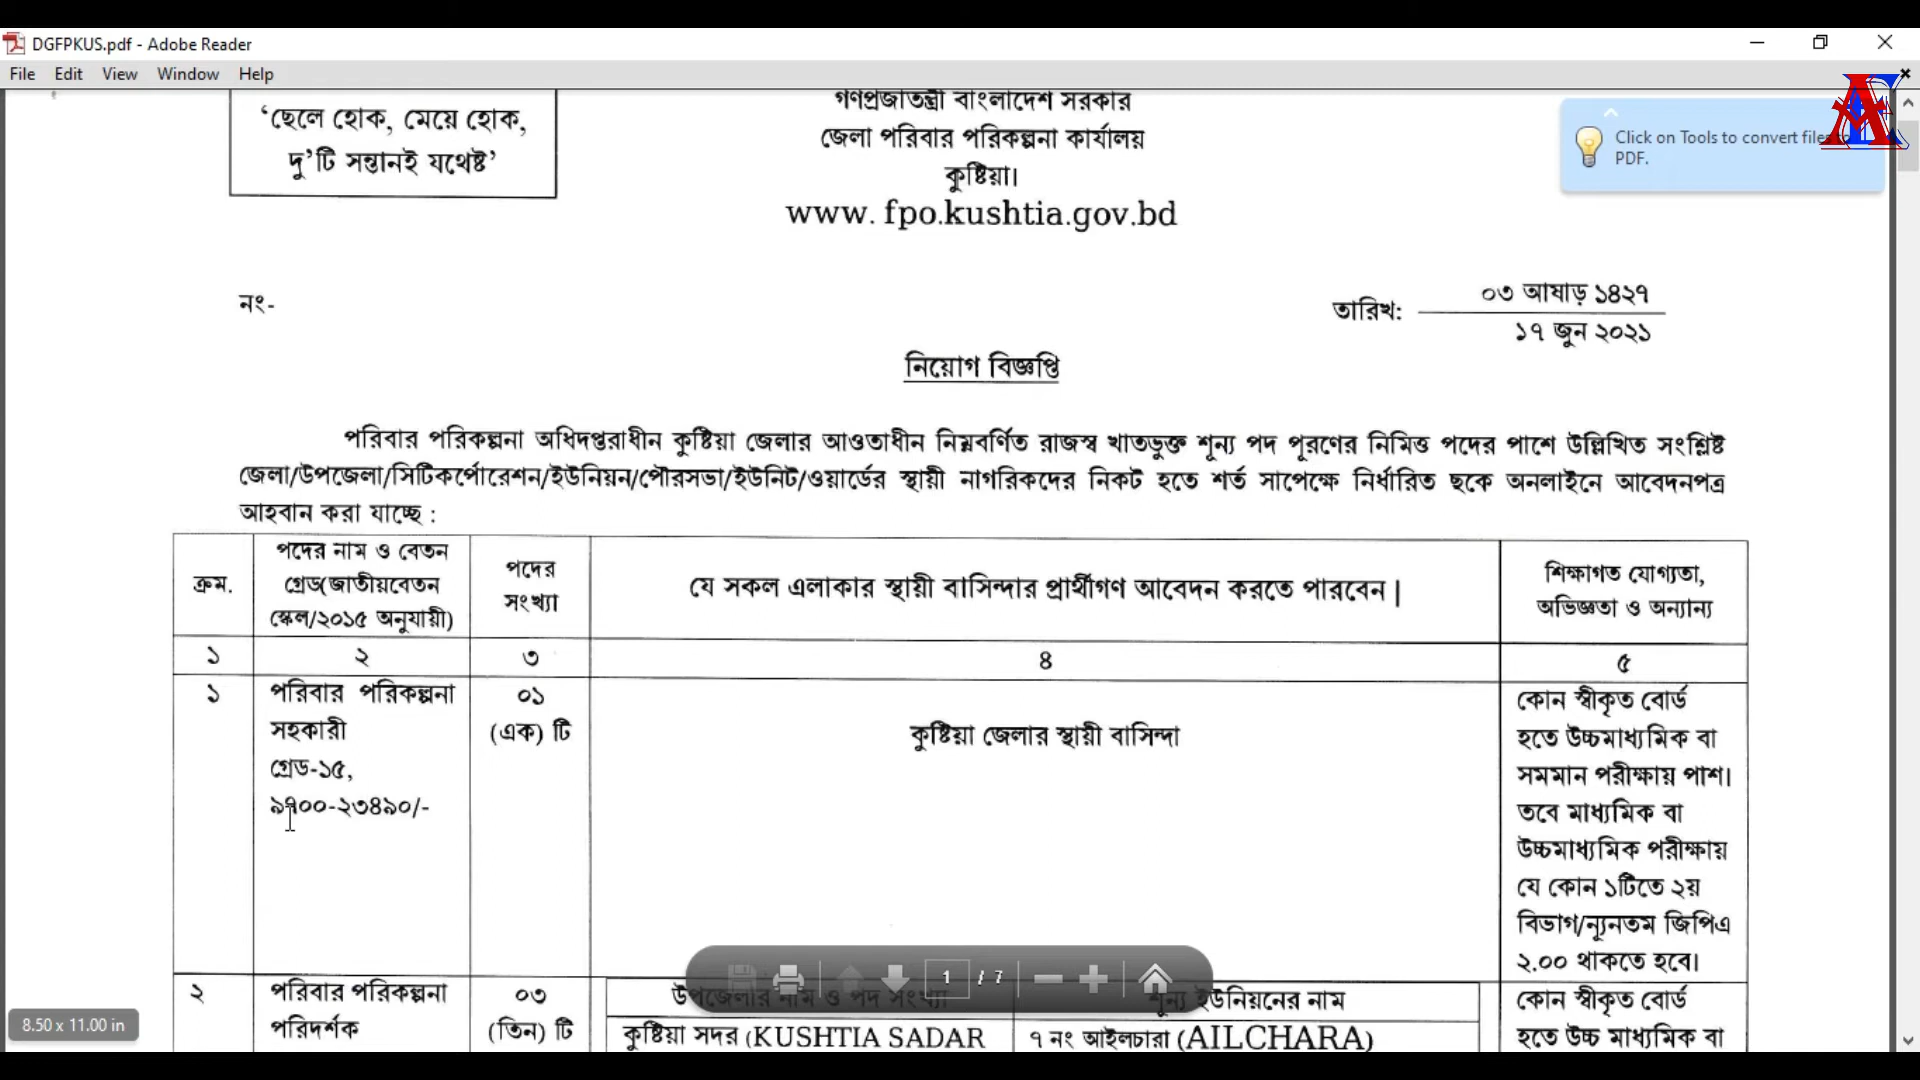 DGFPKUS.pdf - Adobe Reader
File Edit View Window Help
‘ছেলে হোক, মেয়ে হোক,
দু’টি সন্তানই যথেষ্ট’
গণপ্রজাতন্ত্রী বাংলাদেশ সরকার
জেলা পরিবার পরিকল্পনা কার্যালয়
কুষ্টিয়া।
www. fpo.kushtia.gov.bd
Click on Tools to convert files to
PDF.
নং-
তারিখ:
০৩ আষাড় ১৪২৭
১৭ জুন ২০২১
নিয়োগ বিজ্ঞপ্তি
পরিবার পরিকল্পনা অধিদপ্তরাধীন কুষ্টিয়া জেলার আওতাধীন নিম্নবর্ণিত রাজস্ব খাতভুক্ত শূন্য পদ পূরণের নিমিত্ত পদের পাশে উল্লিখিত সংশ্লিষ্ট
জেলা/উপজেলা/সিটিকর্পোরেশন/ইউনিয়ন/পৌরসভা/ইউনিট/ওয়ার্ডের স্থায়ী নাগরিকদের নিকট হতে শর্ত সাপেক্ষে নির্ধারিত ছকে অনলাইনে আবেদনপত্র
আহবান করা যাচ্ছে :
ক্রম.
পদের নাম ও বেতন
গ্রেড(জাতীয়বেতন
স্কেল/২০১৫ অনুযায়ী)
পদের
সংখ্যা
যে সকল এলাকার স্থায়ী বাসিন্দার প্রার্থীগণ আবেদন করতে পারবেন |
শিক্ষাগত যোগ্যতা,
অভিজ্ঞতা ও অন্যান্য
১ ২ ৩ ৪ ৫
১
পরিবার পরিকল্পনা
সহকারী
গ্রেড-১৫,
৯৭০০-২৩৪৯০/-
০১
(এক) টি
কুষ্টিয়া জেলার স্থায়ী বাসিন্দা
কোন স্বীকৃত বোর্ড
হতে উচ্চমাধ্যমিক বা
সমমান পরীক্ষায় পাশ।
তবে মাধ্যমিক বা
উচ্চমাধ্যমিক পরীক্ষায়
যে কোন ১টিতে ২য়
বিভাগ/ন্যূনতম জিপিএ
২.০০ থাকতে হবে।
২
পরিবার পরিকল্পনা
পরিদর্শক
০৩
(তিন) টি
উপজেলার নাম ও পদ সংখ্যা
শূন্য ইউনিয়নের নাম
কুষ্টিয়া সদর (KUSHTIA SADAR
৭ নং আইলচারা (AILCHARA)
কোন স্বীকৃত বোর্ড
হতে উচ্চ মাধ্যমিক বা
1 / 7
8.50 x 11.00 in